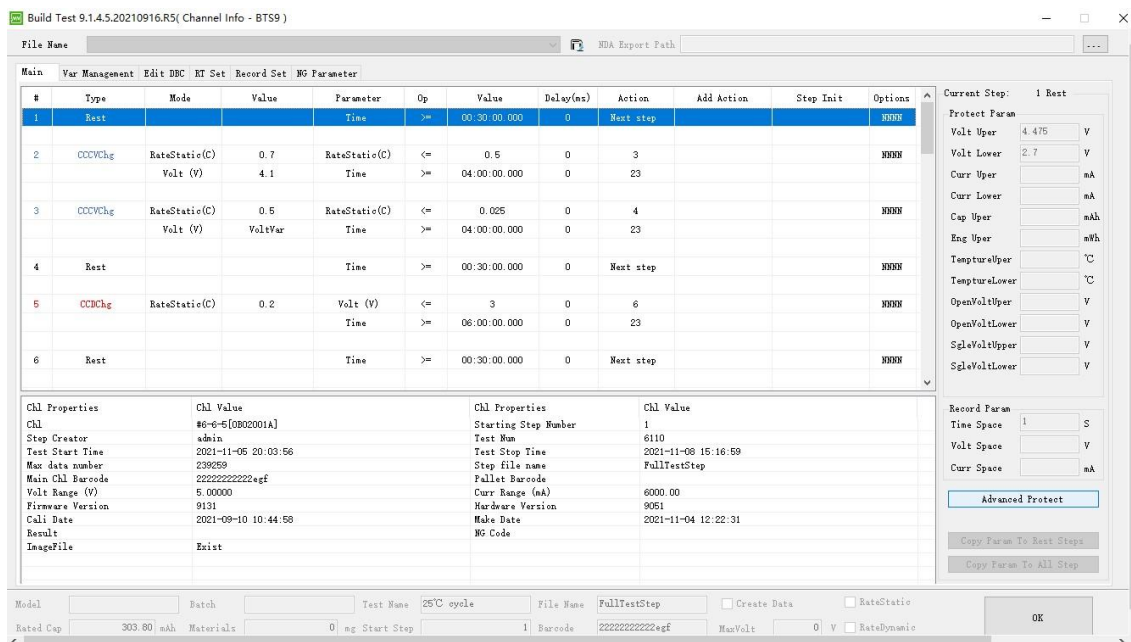 Build Test 9.1.4.5.20210916.R5( Channel Info - BTS9 )
File Name NDA Export Path ...
Main Var Management Edit DBC RT Set Record Set NG Parameter
# Type Mode Value Parameter Op Value Delay(ms) Action Add Action Step Init Options
1 Rest Time >= 00:30:00.000 0 Next step NNNN
2 CCCVChg RateStatic(C) 0.7 RateStatic(C) <= 0.5 0 3 NNNN
Volt (V) 4.1 Time >= 04:00:00.000 0 23
3 CCCVChg RateStatic(C) 0.5 RateStatic(C) <= 0.025 0 4 NNNN
Volt (V) VoltVar Time >= 04:00:00.000 0 23
4 Rest Time >= 00:30:00.000 0 Next step NNNN
5 CCDChg RateStatic(C) 0.2 Volt (V) <= 3 0 6 NNNN
Time >= 06:00:00.000 0 23
6 Rest Time >= 00:30:00.000 0 Next step NNNN
Current Step: 1 Rest
Protect Param
Volt Uper 4.475 V
Volt Lower 2.7 V
Curr Uper mA
Curr Lower mA
Cap Uper mAh
Eng Uper mWh
TemptureUper ℃
TemptureLower ℃
OpenVoltUper V
OpenVoltLower V
SgleVoltUpper V
SgleVoltLower V
Chl Properties Chl Value Chl Properties Chl Value
Chl #6-6-5[0B02001A] Starting Step Number 1
Step Creator admin Test Num 6110
Test Start Time 2021-11-05 20:03:56 Test Stop Time 2021-11-08 15:16:59
Max data number 239259 Step file name FullTestStep
Main Chl Barcode 22222222222egf Pallet Barcode
Volt Range (V) 5.00000 Curr Range (mA) 6000.00
Firmware Version 9131 Hardware Version 9051
Cali Date 2021-09-10 10:44:58 Make Date 2021-11-04 12:22:31
Result NG Code
ImageFile Exist
Record Param
Time Space 1 S
Volt Space V
Curr Space mA
Advanced Protect
Copy Param To Rest Steps
Copy Param To All Step
Model Batch Test Name 25℃ cycle File Name FullTestStep Create Data RateStatic
Rated Cap 303.80 mAh Materials 0 mg Start Step 1 Barcode 22222222222egf MaxVolt 0 V RateDynamic
OK